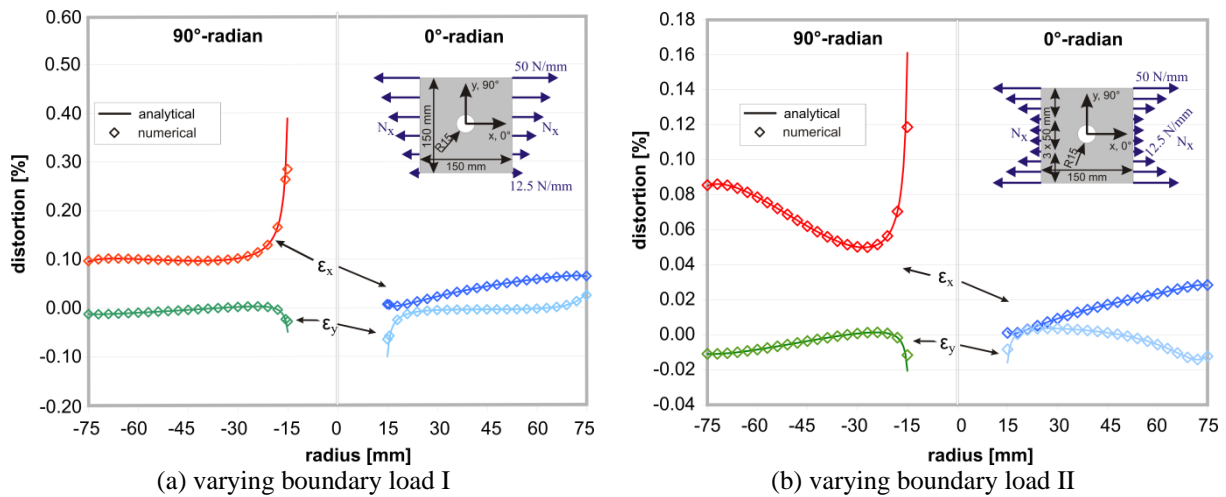 0.60
0.50
0.40
0.30
0.20
0.10
0.00
-0.10
-0.20
distortion [%]
90°-radian
0°-radian
analytical
numerical
50 N/mm
y, 90°
150 mm
Nx
Nx
x, 0°
R15
150 mm
12.5 N/mm
εx
εy
-75 -60 -45 -30 -15 0 15 30 45 60 75
radius [mm]
(a) varying boundary load I
0.18
0.16
0.14
0.12
0.10
0.08
0.06
0.04
0.02
0.00
-0.02
-0.04
distortion [%]
90°-radian
0°-radian
analytical
numerical
50 N/mm
y, 90°
3 x 50 mm
Nx
Nx
x, 0°
R15
12.5 N/mm
150 mm
εx
εy
-75 -60 -45 -30 -15 0 15 30 45 60 75
radius [mm]
(b) varying boundary load II